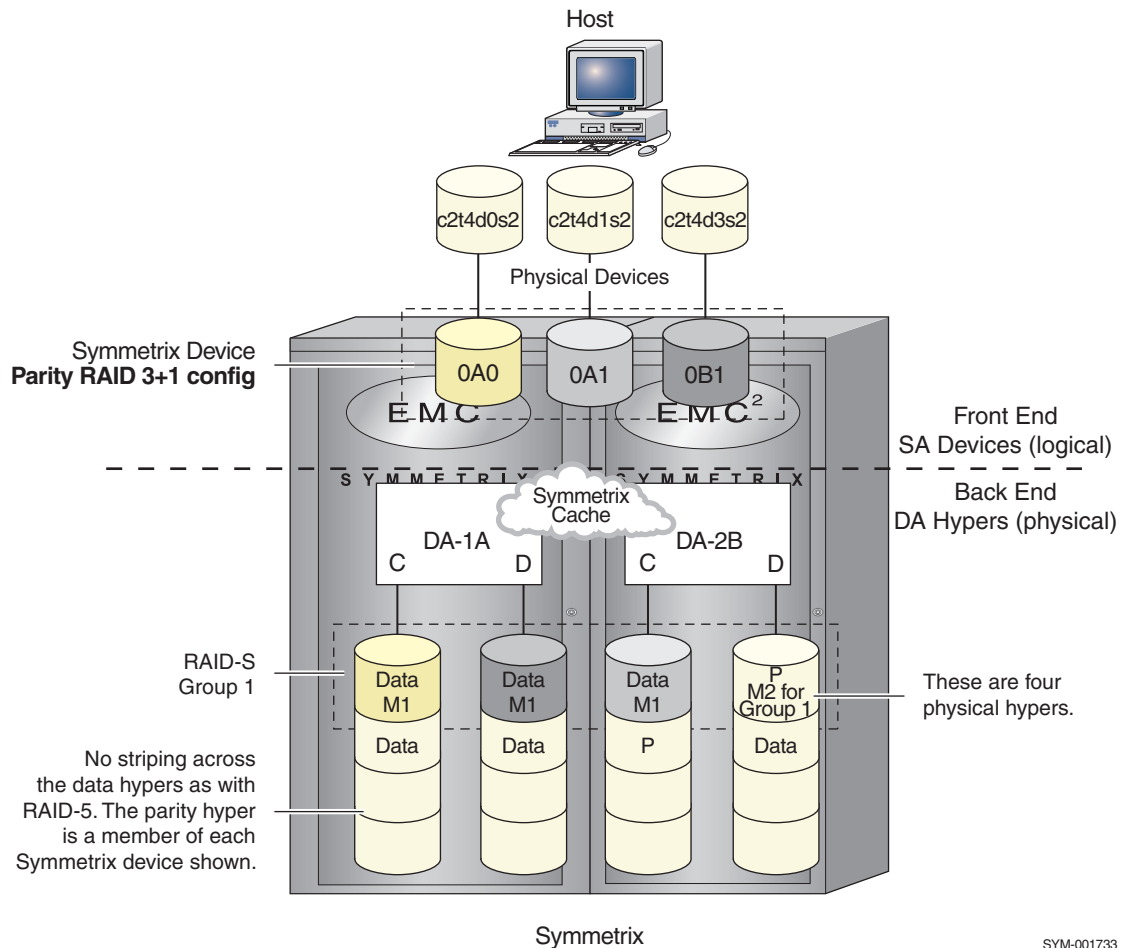 Host
c2t4d0s2
c2t4d1s2
c2t4d3s2
Physical Devices
Symmetrix Device
Parity RAID 3+1 config
0A0
0A1
0B1
EMC
EMC2
Front End
SA Devices (logical)
SYMMETRIX
SYMMETRIX
Symmetrix
Cache
Back End
DA Hypers (physical)
DA-1A
C
D
DA-2B
C
D
RAID-S
Group 1
Data
M1
Data
M1
Data
M1
P
M2 for
Group 1
These are four
physical hypers.
Data
Data
P
Data
No striping across
the data hypers as with
RAID-5. The parity hyper
is a member of each
Symmetrix device shown.
Symmetrix
SYM-001733